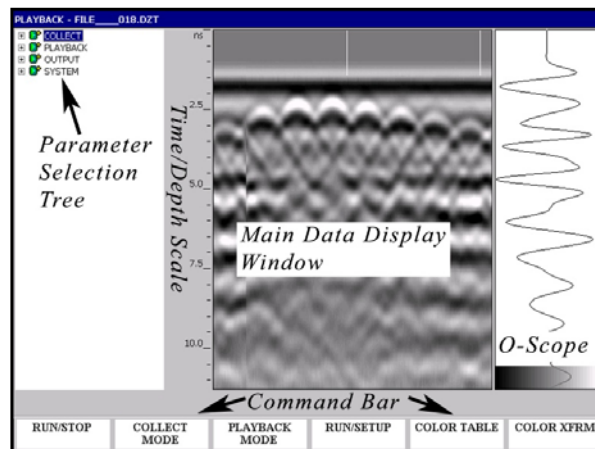 PLAYBACK - FILE____018.DZT
COLLECT
PLAYBACK
OUTPUT
SYSTEM
Parameter
Selection
Tree
Time/Depth Scale
ns
2.5
5.0
7.5
10.0
Main Data Display
Window
O-Scope
Command Bar
RUN/STOP
COLLECT
MODE
PLAYBACK
MODE
RUN/SETUP
COLOR TABLE
COLOR XFRM